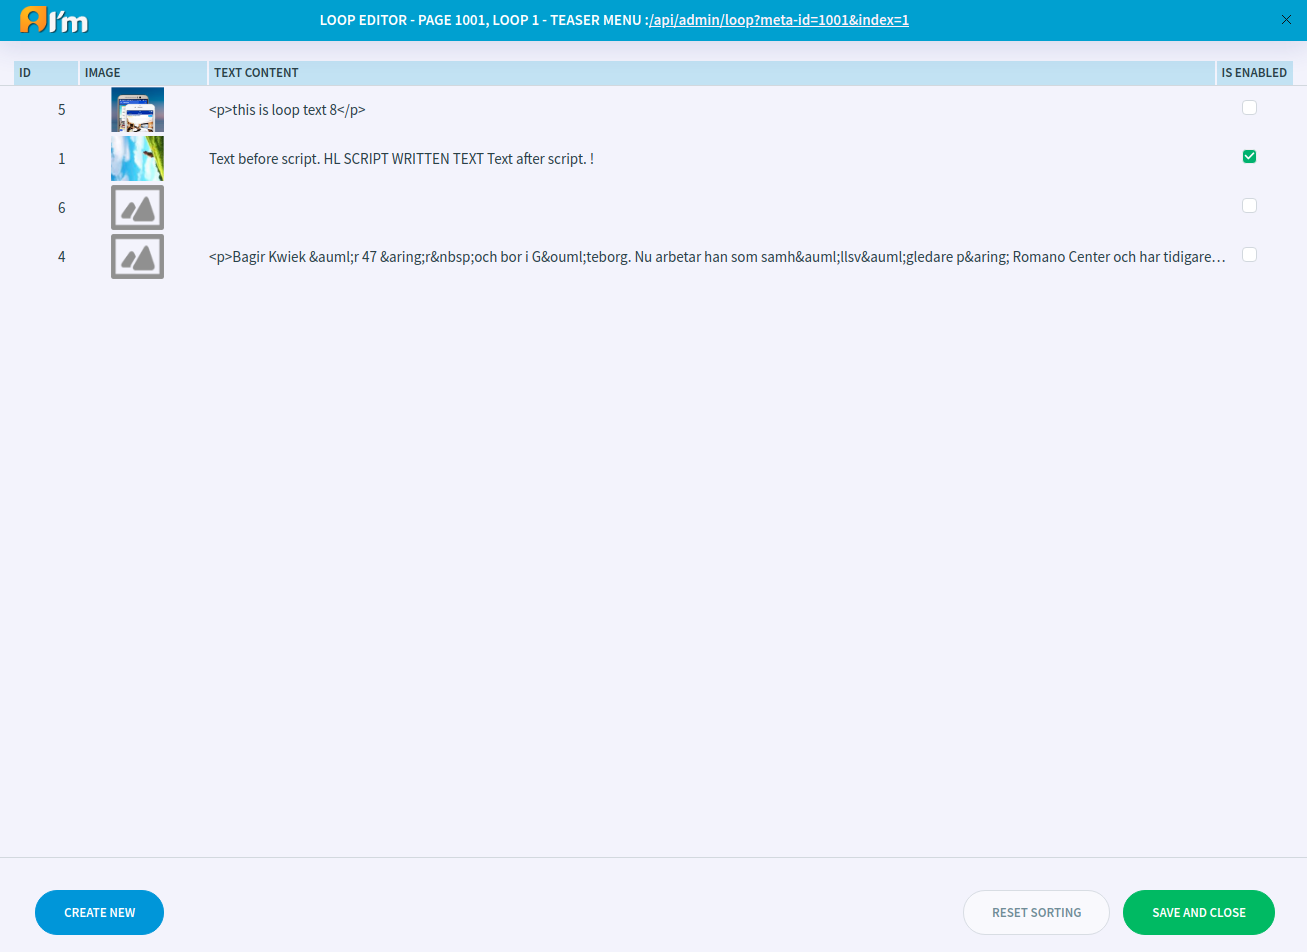 I'm
LOOP EDITOR - PAGE 1001, LOOP 1 - TEASER MENU :/api/admin/loop?meta-id=1001&index=1
ID IMAGE TEXT CONTENT IS ENABLED
5 <p>this is loop text 8</p>
1 Text before script. HL SCRIPT WRITTEN TEXT Text after script. !
6
4 <p>Bagir Kwiek &auml;r 47 &aring;r&nbsp;och bor i G&ouml;teborg. Nu arbetar han som samh&auml;llsv&auml;gledare p&aring; Romano Center och har tidigare...
CREATE NEW RESET SORTING SAVE AND CLOSE